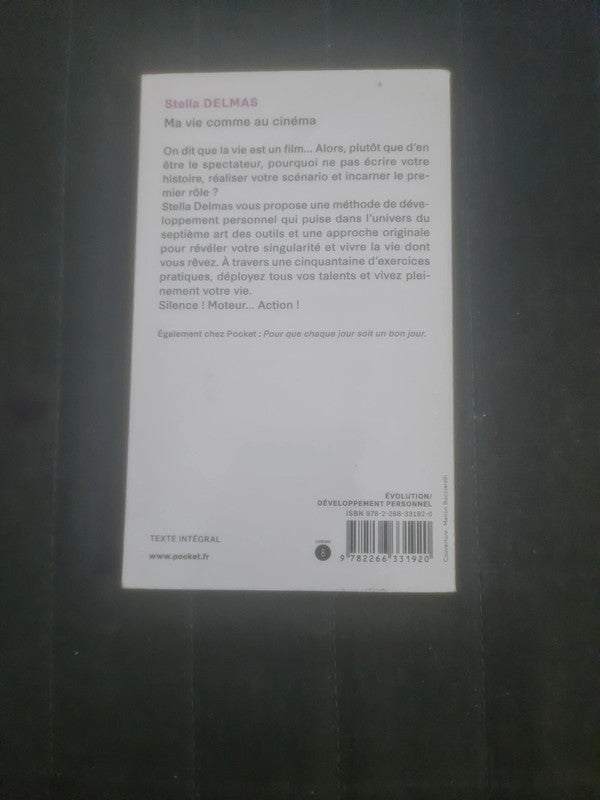 Stella DELMAS
Ma vie comme au cinéma
On dit que la vie est un film... Alors, plutôt que d'en
être le spectateur, pourquoi ne pas écrire votre
histoire, réaliser votre scénario et incarner le pre-
mier rôle ?
Stella Delmas vous propose une méthode de déve-
loppement personnel qui puise dans l'univers du
septième art des outils et une approche originale
pour révéler votre singularité et vivre la vie dont
vous rêvez. À travers une cinquantaine d'exercices
pratiques, déployez tous vos talents et vivez plei-
nement votre vie.
Silence ! Moteur... Action !
Également chez Pocket : Pour que chaque jour soit un bon jour.
ÉVOLUTION/
DÉVELOPPEMENT PERSONNEL
ISBN 978-2-266-33192-0
TEXTE INTÉGRAL
www.pocket.fr
8
9 782266 331920
Couverture : Marion